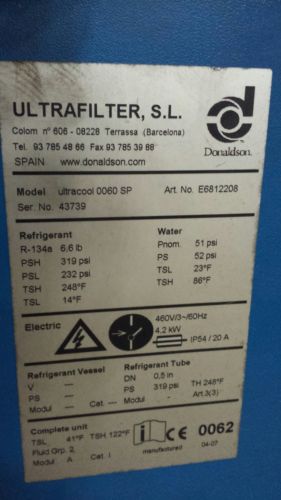 ULTRAFILTER, S.L.
Colom nº 606 - 08228 Terrassa (Barcelona)
Tel. 93 785 48 66 Fax 93 785 39 88
SPAIN www.donaldson.com
Donaldson.
Model ultracool 0060 SP Art. No. E6812208
Ser. No. 43739
Refrigerant Water
R-134a 6,6 lb Pnom. 51 psi
PSH 319 psi PS 52 psi
PSL 232 psi TSL 23°F
TSH 248°F TSH 86°F
TSL 14°F
Electric 460V/3~/60Hz
4.2 kW
IP54 / 20 A
Refrigerant Vessel Refrigerant Tube
V --- DN 0,5 in
PS --- PS 319 psi TH 248°F
Modul --- Cat. --- Modul --- Art.3(3)
Complete unit
TSL 41°F TSH 122°F
Fluid Grp. 2
Modul A Cat. I
i CE 0062
manufactured 04-07